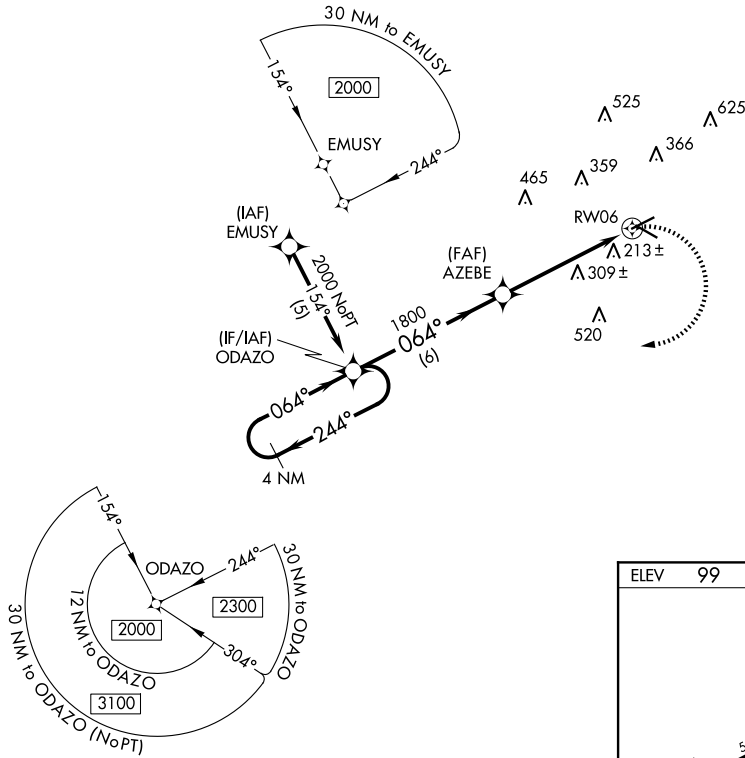 30 NM to EMUSY
154°
2000
EMUSY
244°
525
625
366
359
465
RW06
213 ±
309 ±
520
(IAF)
EMUSY
2000 NoPT
154°
(5)
(FAF)
AZEBE
1800
064°
(6)
(IF/IAF)
ODAZO
064°
244°
4 NM
154°
ODAZO
244°
30 NM to ODAZO
2300
2000
12 NM to ODAZO
304°
3100
30 NM to ODAZO (NoPT)
ELEV 99
5